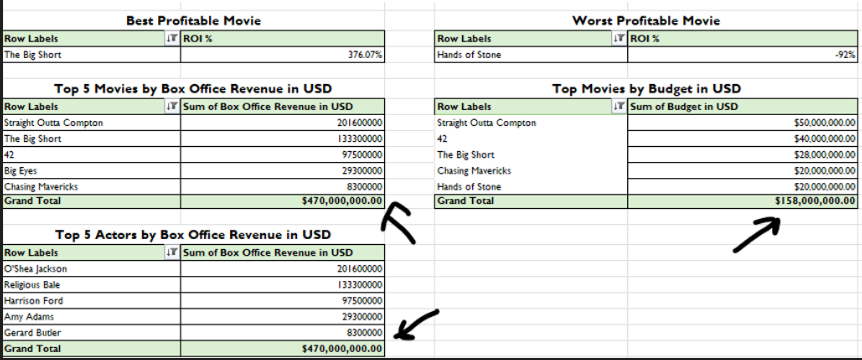 Best Profitable Movie
Row Labels ROI %
The Big Short 376.07%
Worst Profitable Movie
Row Labels ROI %
Hands of Stone -92%
Top 5 Movies by Box Office Revenue in USD
Row Labels Sum of Box Office Revenue in USD
Straight Outta Compton 201600000
The Big Short 133300000
42 97500000
Big Eyes 29300000
Chasing Mavericks 8300000
Grand Total $470,000,000.00
Top Movies by Budget in USD
Row Labels Sum of Budget in USD
Straight Outta Compton $50,000,000.00
42 $40,000,000.00
The Big Short $28,000,000.00
Chasing Mavericks $20,000,000.00
Hands of Stone $20,000,000.00
Grand Total $158,000,000.00
Top 5 Actors by Box Office Revenue in USD
Row Labels Sum of Box Office Revenue in USD
O'Shea Jackson 201600000
Religious Bale 133300000
Harrison Ford 97500000
Amy Adams 29300000
Gerard Butler 8300000
Grand Total $470,000,000.00